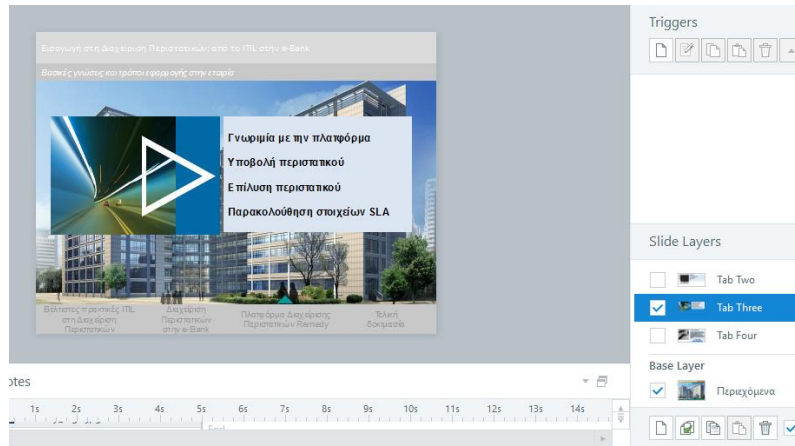 Triggers
Εισαγωγή στη Διαχείριση Περιστατικών: από το ITIL στην e-Bank
Βασικές γνώσεις και τρόποι εφαρμογής στην εταιρία
Γνωριμία με την πλατφόρμα
Υποβολή περιστατικού
Επίλυση περιστατικού
Παρακολούθηση στοιχείων SLA
Βέλτιστες πρακτικές ITIL
στη Διαχείριση
Περιστατικών
Διαχείριση
Περιστατικών
στην e-Bank
Πλατφόρμα Διαχείρισης
Περιστατικών Remedy
Τελική
δοκιμασία
Slide Layers
Tab Two
Tab Three
Tab Four
Base Layer
Περιεχόμενα
otes
1s 2s 3s 4s 5s 6s 7s 8s 9s 10s 11s 12s 13s 14s
End